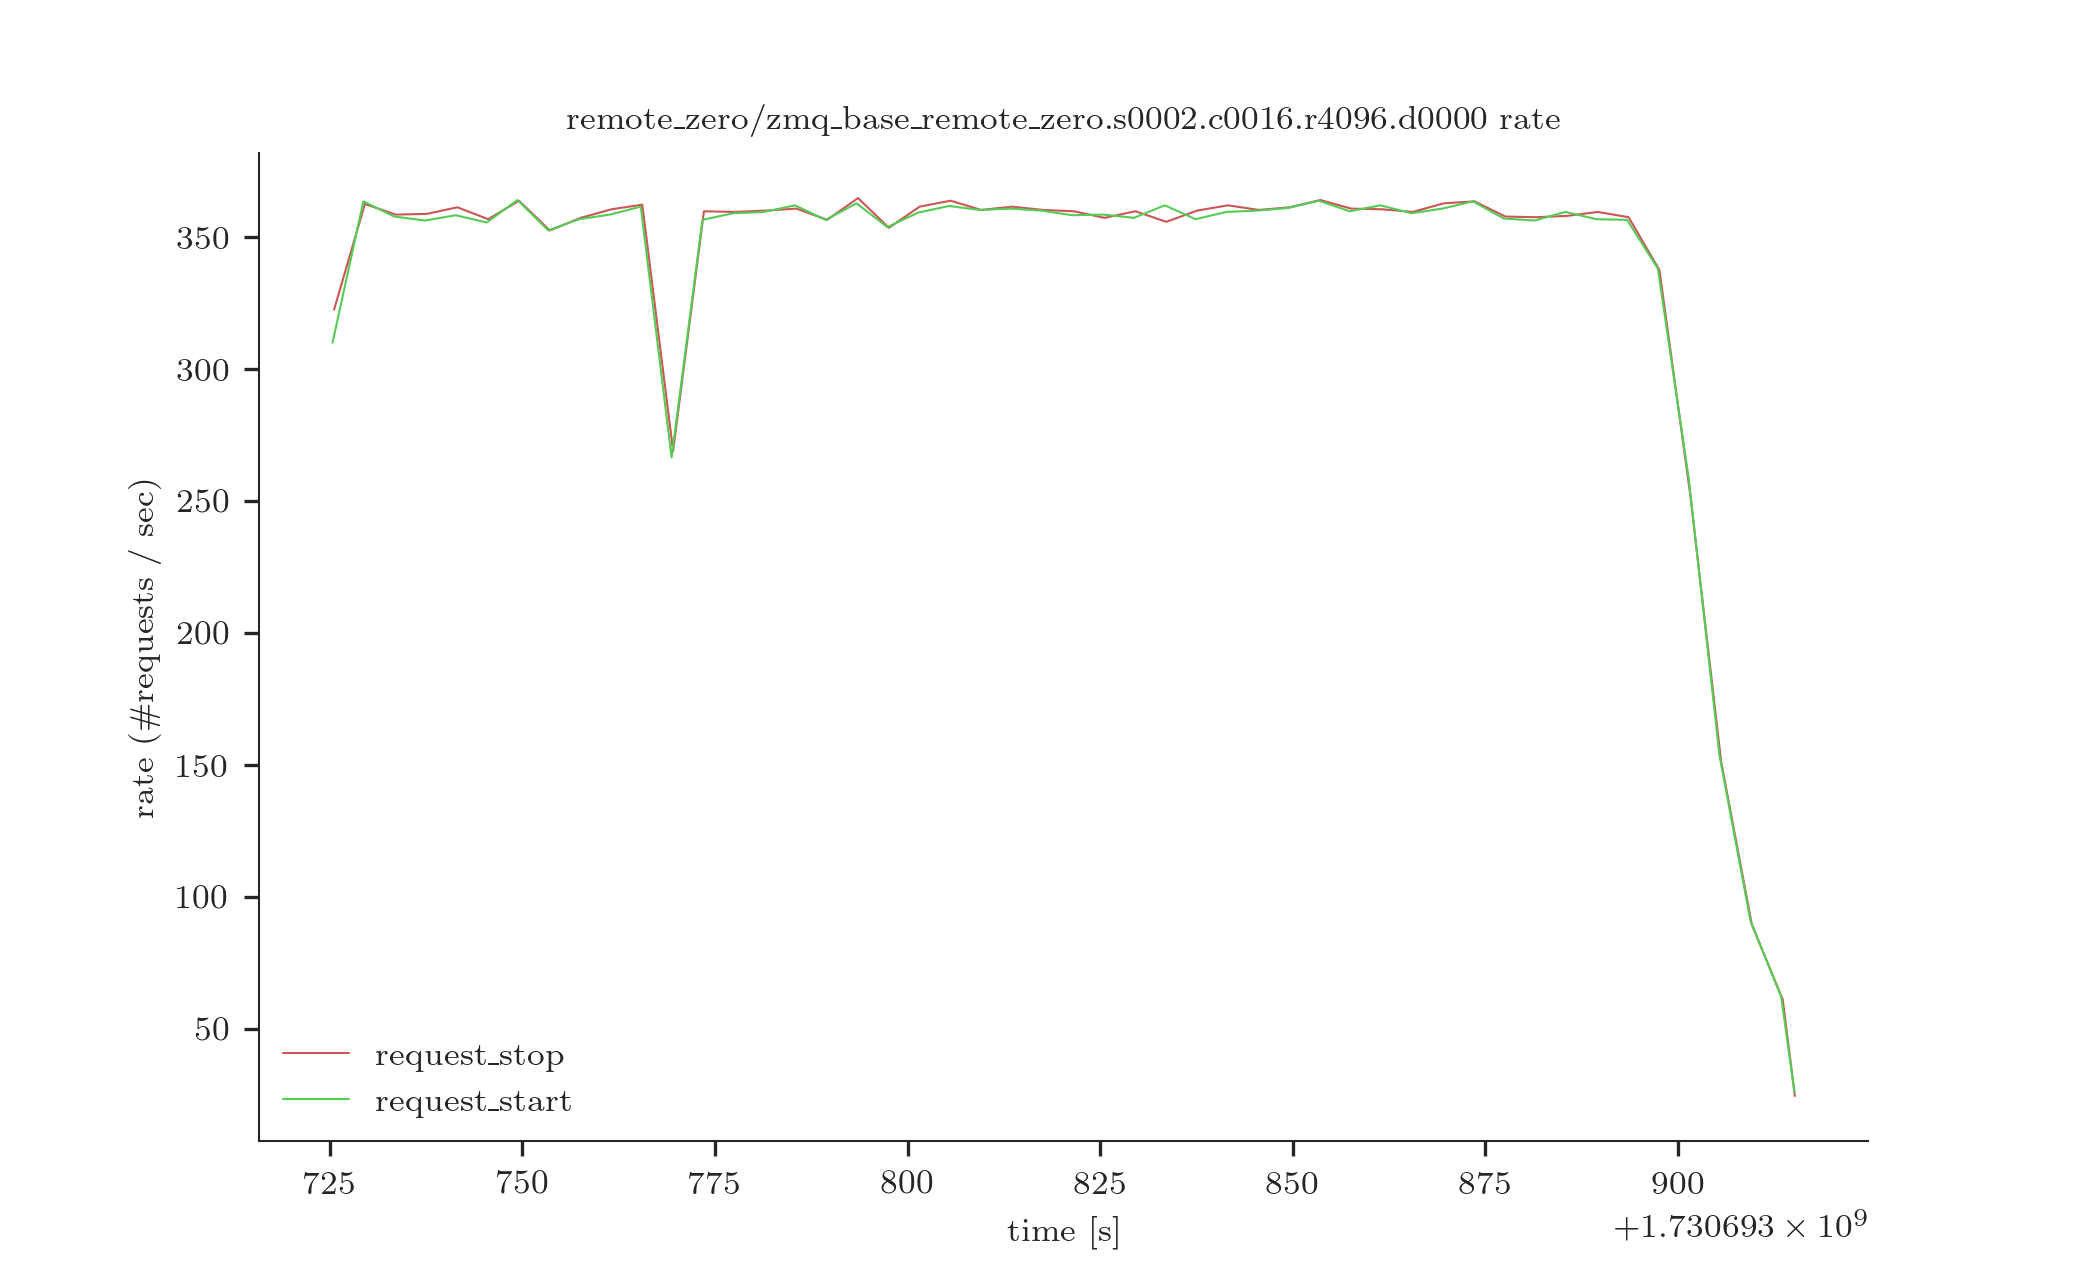 remote_zero/zmq_base_remote_zero.s0002.c0016.r4096.d0000 rate
rate (#requests / sec)
350
300
250
200
150
100
50
request_stop
request_start
725 750 775 800 825 850 875 900
time [s]
+1.730693 × 10⁹